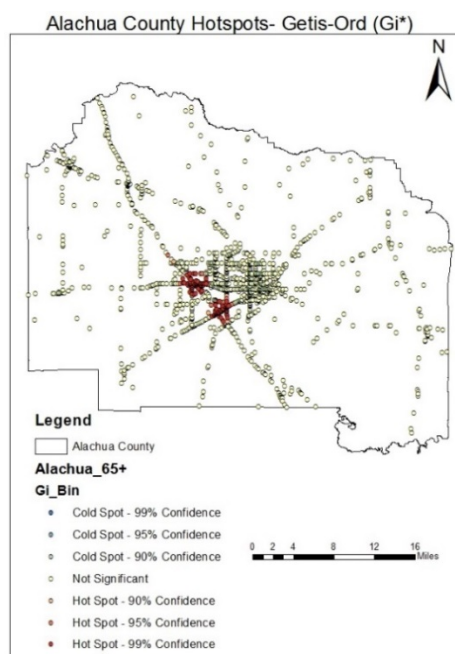 Alachua County Hotspots- Getis-Ord (Gi*)
N
Legend
Alachua County
Alachua_65+
Gi_Bin
Cold Spot - 99% Confidence
Cold Spot - 95% Confidence
Cold Spot - 90% Confidence
Not Significant
Hot Spot - 90% Confidence
Hot Spot - 95% Confidence
Hot Spot - 99% Confidence
0 2 4 8 12 16
Miles